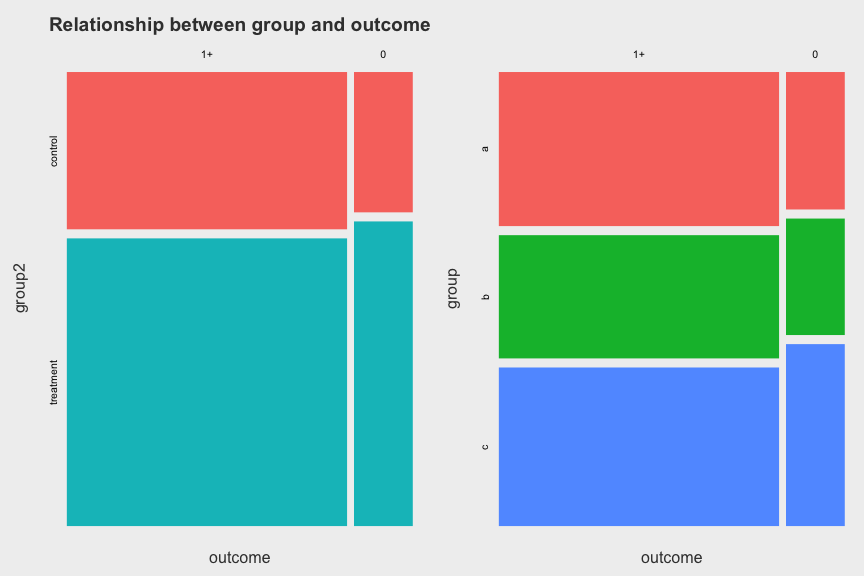 Relationship between group and outcome
1+ 0
control
treatment
group2
outcome
1+ 0
a
b
c
group
outcome